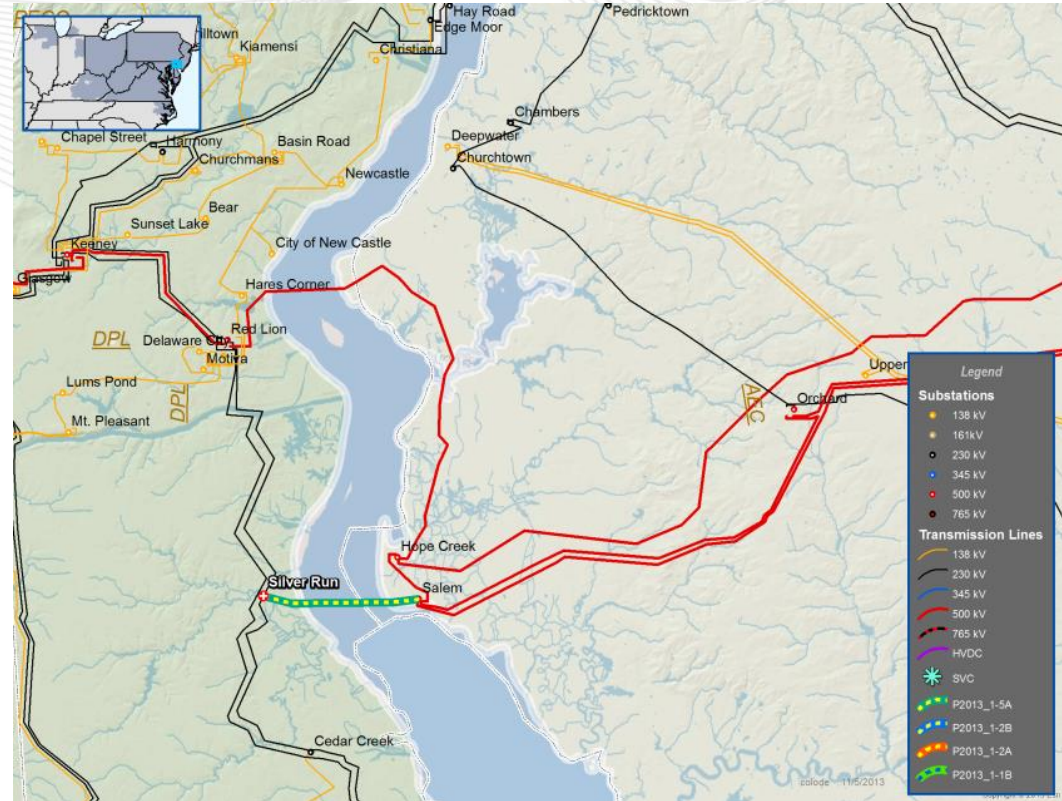 Hay Road
Pedricktown
Edge Moor
Christiana
Kiamensi
Chambers
Chapel Street
Harmony
Basin Road
Deepwater
Churchmans
Churchtown
Newcastle
Bear
Sunset Lake
Keeney
City of New Castle
Glasgow
Hares Corner
Red Lion
DPL
Delaware City
Motiva
Upper
Lums Pond
DPL
AEC
Orchard
Mt. Pleasant
Hope Creek
Silver Run
Salem
Cedar Creek
colode 11/5/2013
Legend
Substations
138 kV
161kV
230 kV
345 kV
500 kV
765 kV
Transmission Lines
138 kV
230 kV
345 kV
500 kV
765 kV
HVDC
SVC
P2013_1-5A
P2013_1-2B
P2013_1-2A
P2013_1-1B